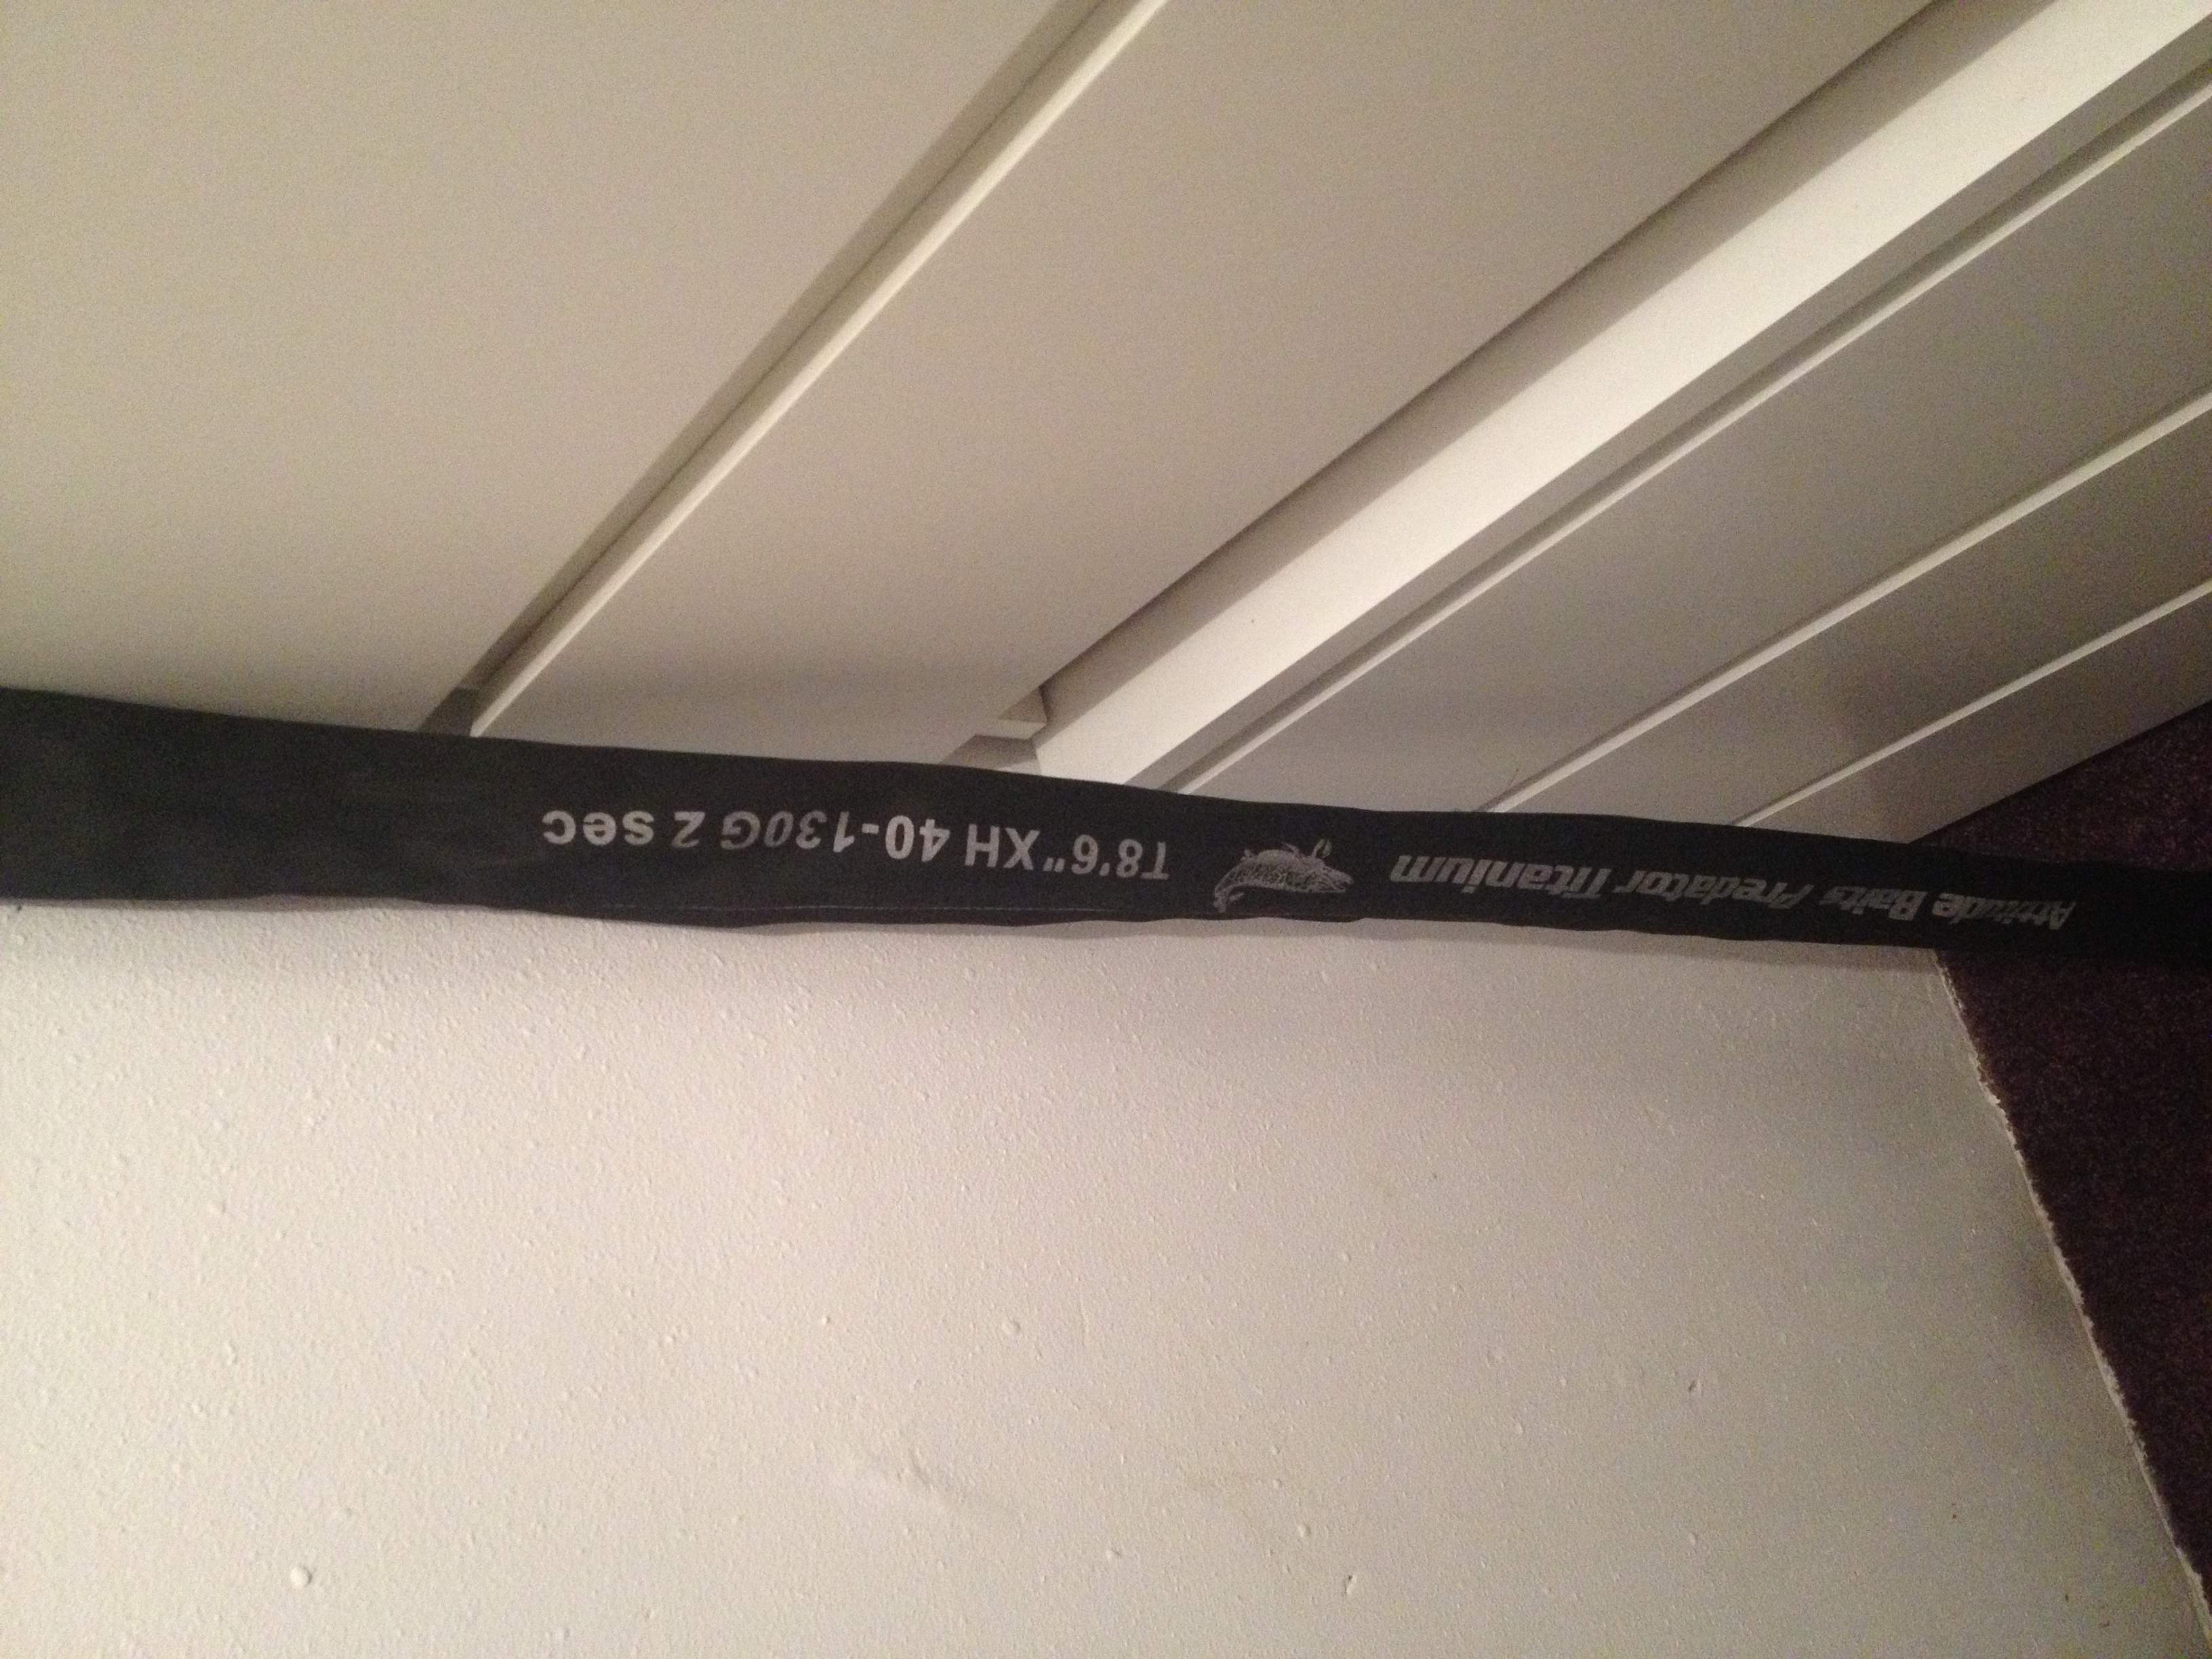 Attitude Baits Predator Titanium T8'6" XH 40-130G 2 sec